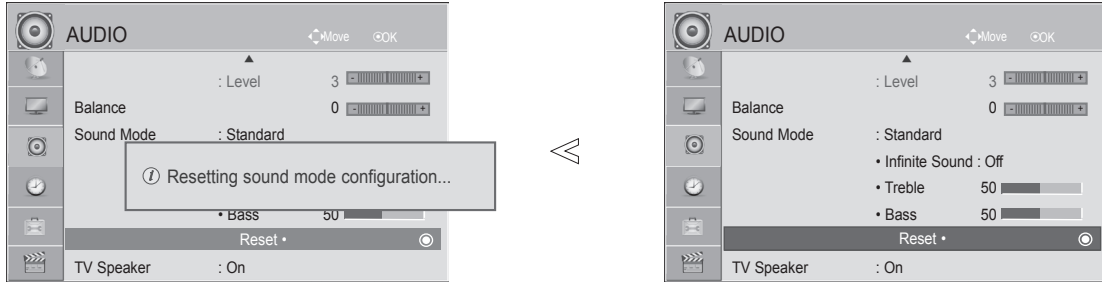 AUDIO Move OK
: Level 3 - +
Balance 0 - +
Sound Mode : Standard
Resetting sound mode configuration...
• Bass 50
Reset •
TV Speaker : On
AUDIO Move OK
: Level 3 - +
Balance 0 - +
Sound Mode : Standard
• Infinite Sound : Off
• Treble 50
• Bass 50
Reset •
TV Speaker : On